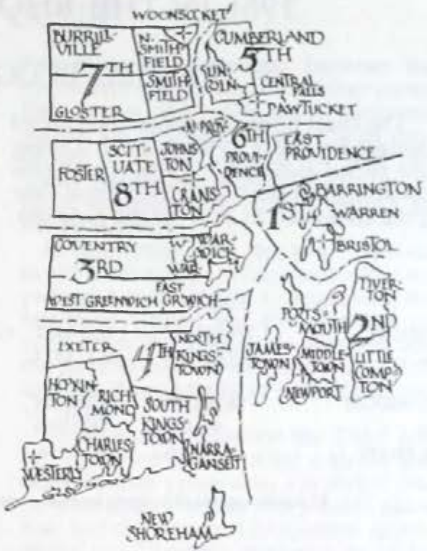 WOONSOCKET
BURRILL-
VILLE
N.
SMITH-
FIELD
CUMBERLAND
5TH
7TH
SMITH-
FIELD
LIN-
COLN
CENTRAL
FALLS
PAWTUCKET
GLOSTER
N. PROV.
6TH
PROVI-
DENCE
EAST
PROVIDENCE
FOSTER
SCIT-
UATE
8TH
JOHNS-
TON
CRANS-
TON
BARRINGTON
1ST
WARREN
BRISTOL
COVENTRY
3RD
W.
WAR.
WAR-
WICK
WEST GREENWICH
EAST
GR'WICH
TIVER-
TON
PORTS-
MOUTH
2ND
EXETER
4TH
NORTH
KINGS-
TOWN
JAMES-
TOWN
MIDDLE-
TOWN
NEWPORT
LITTLE
COMP-
TON
HOPKIN-
TON
RICH-
MOND
SOUTH
KINGS-
TOWN
CHARLES-
TOWN
NARRA-
GANSETT
WESTERLY
NEW
SHOREHAM